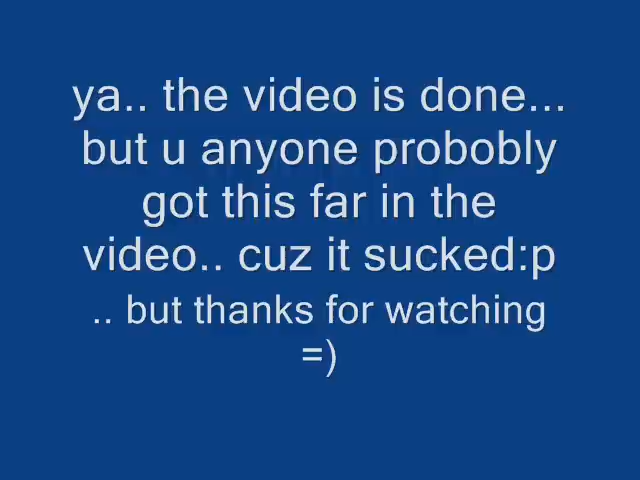 ya.. the video is done...
but u anyone probobly
got this far in the
video.. cuz it sucked:p
.. but thanks for watching
=)